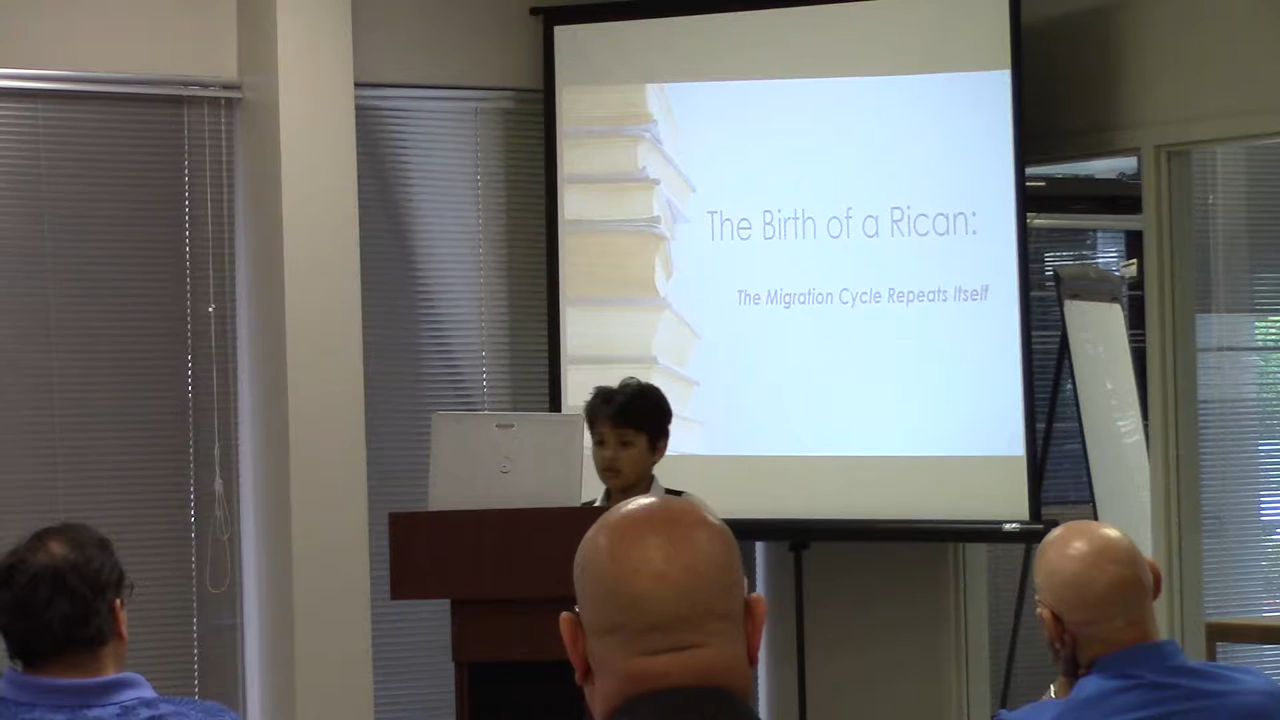 The Birth of a Rican:
The Migration Cycle Repeats Itself